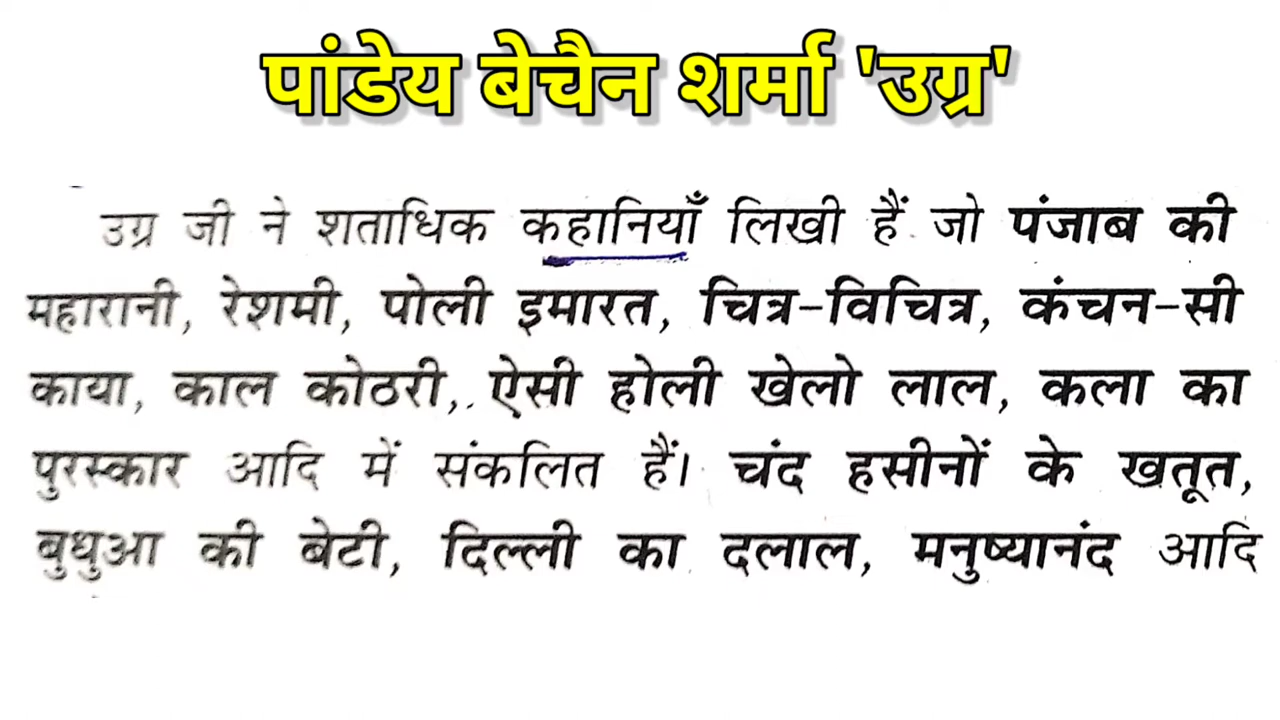 पांडेय बेचैन शर्मा 'उग्र'
उग्र जी ने शताधिक कहानियाँ लिखी हैं जो पंजाब की
महारानी, रेशमी, पोली इमारत, चित्र-विचित्र, कंचन-सी
काया, काल कोठरी, ऐसी होली खेलो लाल, कला का
पुरस्कार आदि में संकलित हैं। चंद हसीनों के खतूत,
बुधुआ की बेटी, दिल्ली का दलाल, मनुष्यानंद आदि